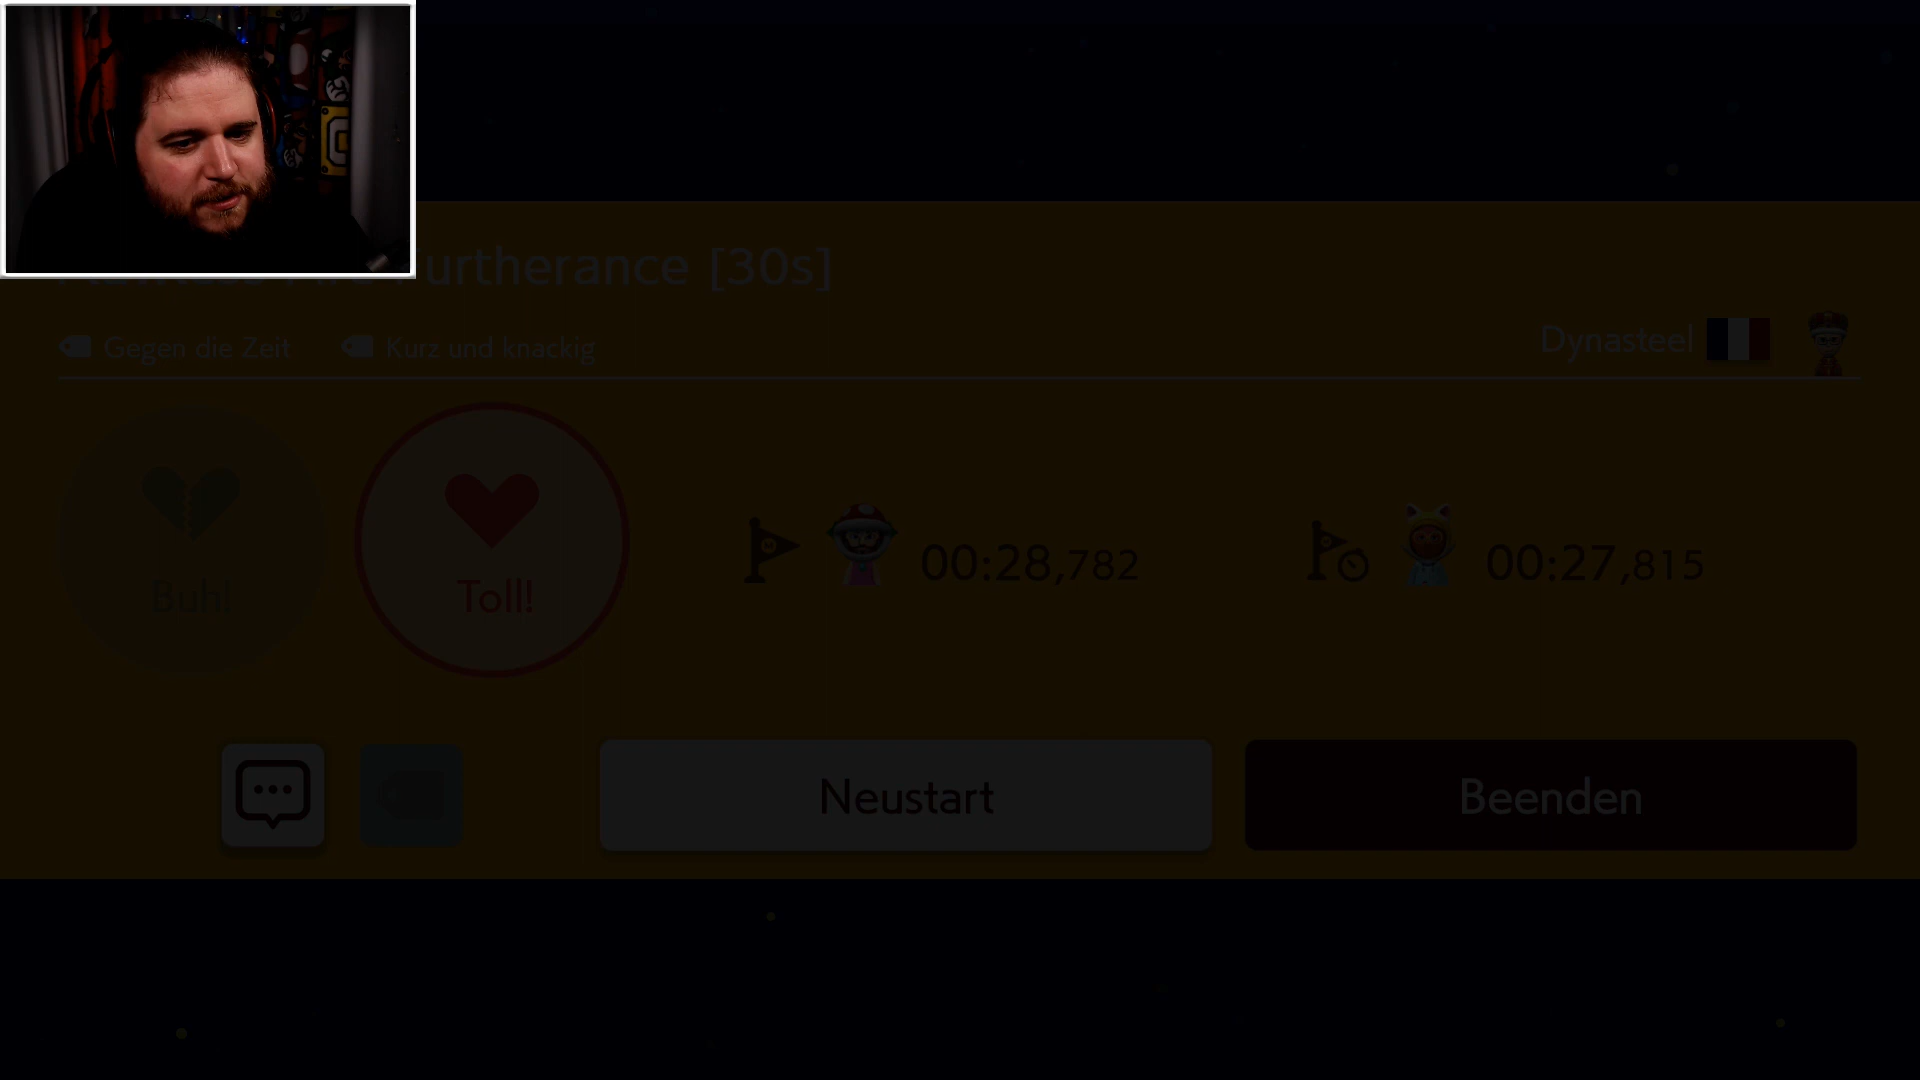 urtherance [30s]
Gegen die Zeit Kurz und knackig
Dynasteel
Buh! Toll!
00:28,782 00:27,815
Neustart Beenden